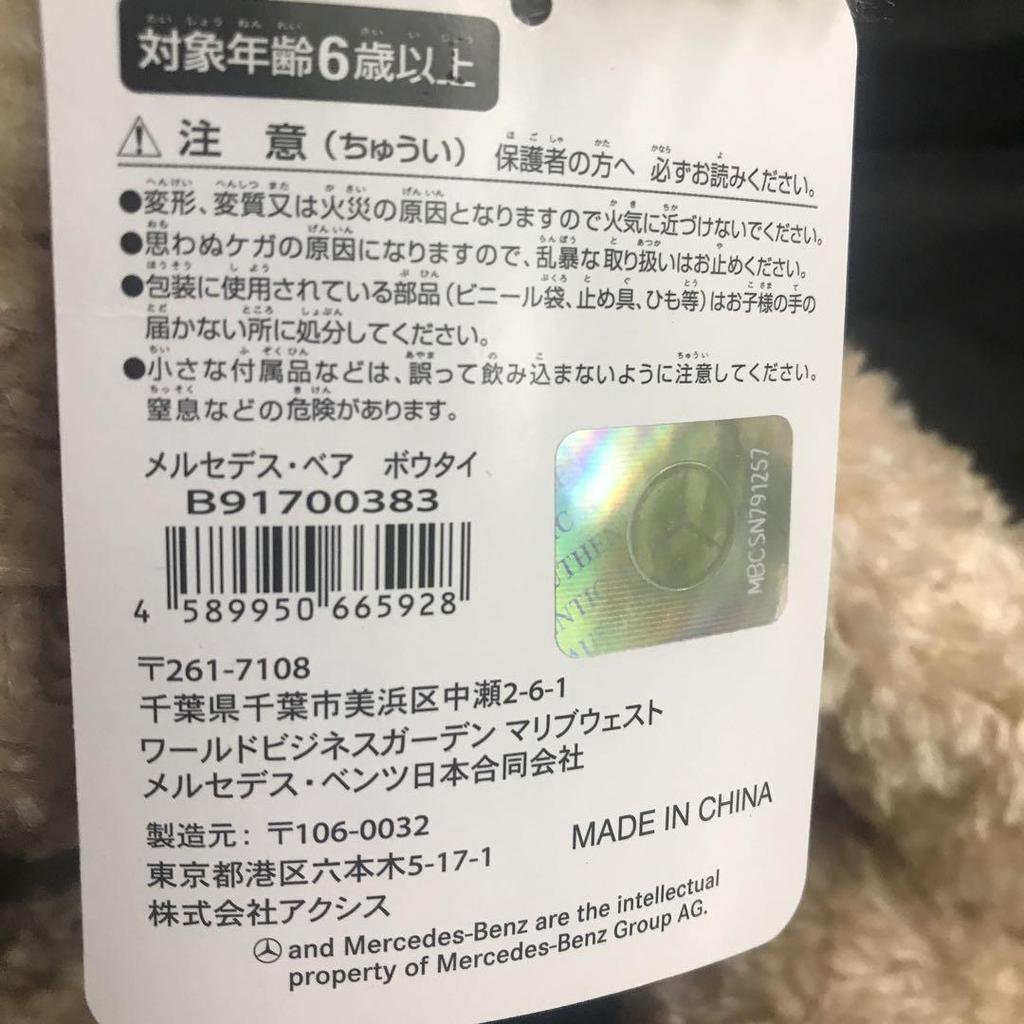 対象年齢6歳以上
注 意（ちゅうい） 保護者の方へ 必ずお読みください。
●変形、変質又は火災の原因となりますので火気に近づけないでください。
●思わぬケガの原因になりますので、乱暴な取り扱いはお止めください。
●包装に使用されている部品（ビニール袋、止め具、ひも等）はお子様の手の
届かない所に処分してください。
●小さな付属品などは、誤って飲み込まないように注意してください。
窒息などの危険があります。
メルセデス・ベア ボウタイ
B91700383
4 589950 665928
MBCSN791257
AUTHENTIC
〒261-7108
千葉県千葉市美浜区中瀬2-6-1
ワールドビジネスガーデン マリブウェスト
メルセデス・ベンツ日本合同会社
製造元：〒106-0032
東京都港区六本木5-17-1
株式会社アクシス
MADE IN CHINA
and Mercedes-Benz are the intellectual
property of Mercedes-Benz Group AG.